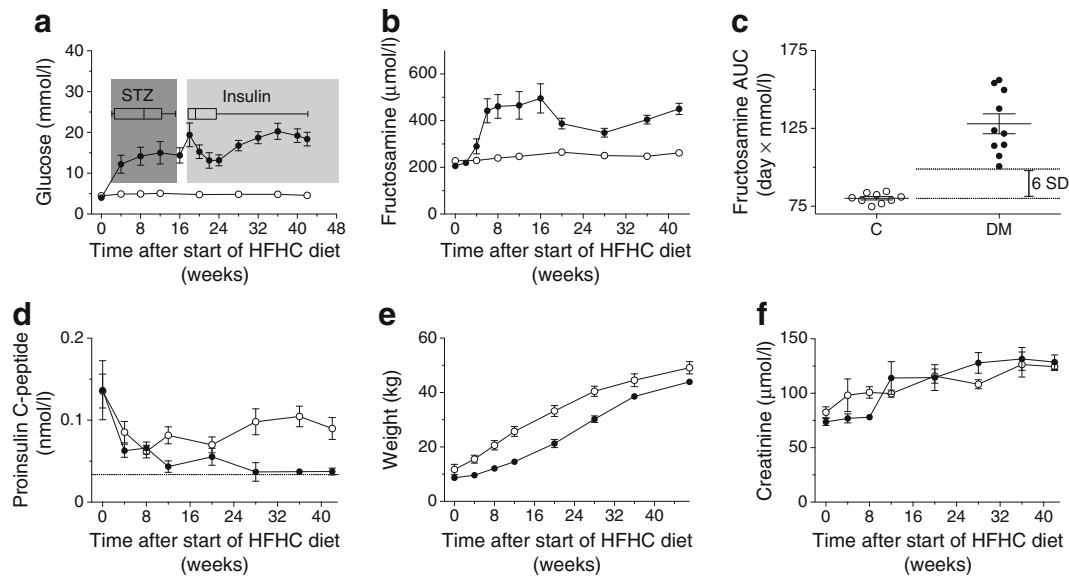 a
Glucose (mmol/l)
40
30
20
10
0
STZ
Insulin
0 8 16 24 32 40 48
Time after start of HFHC diet
(weeks)
b
Fructosamine (μmol/l)
600
400
200
0
0 8 16 24 32 40
Time after start of HFHC diet
(weeks)
c
Fructosamine AUC
(day × mmol/l)
175
125
75
6 SD
C DM
d
Proinsulin C-peptide
(nmol/l)
0.2
0.1
0
0 8 16 24 32 40
Time after start of HFHC diet
(weeks)
e
Weight (kg)
60
40
20
0
0 8 16 24 32 40
Time after start of HFHC diet
(weeks)
f
Creatinine (μmol/l)
150
100
50
0
0 8 16 24 32 40
Time after start of HFHC diet
(weeks)